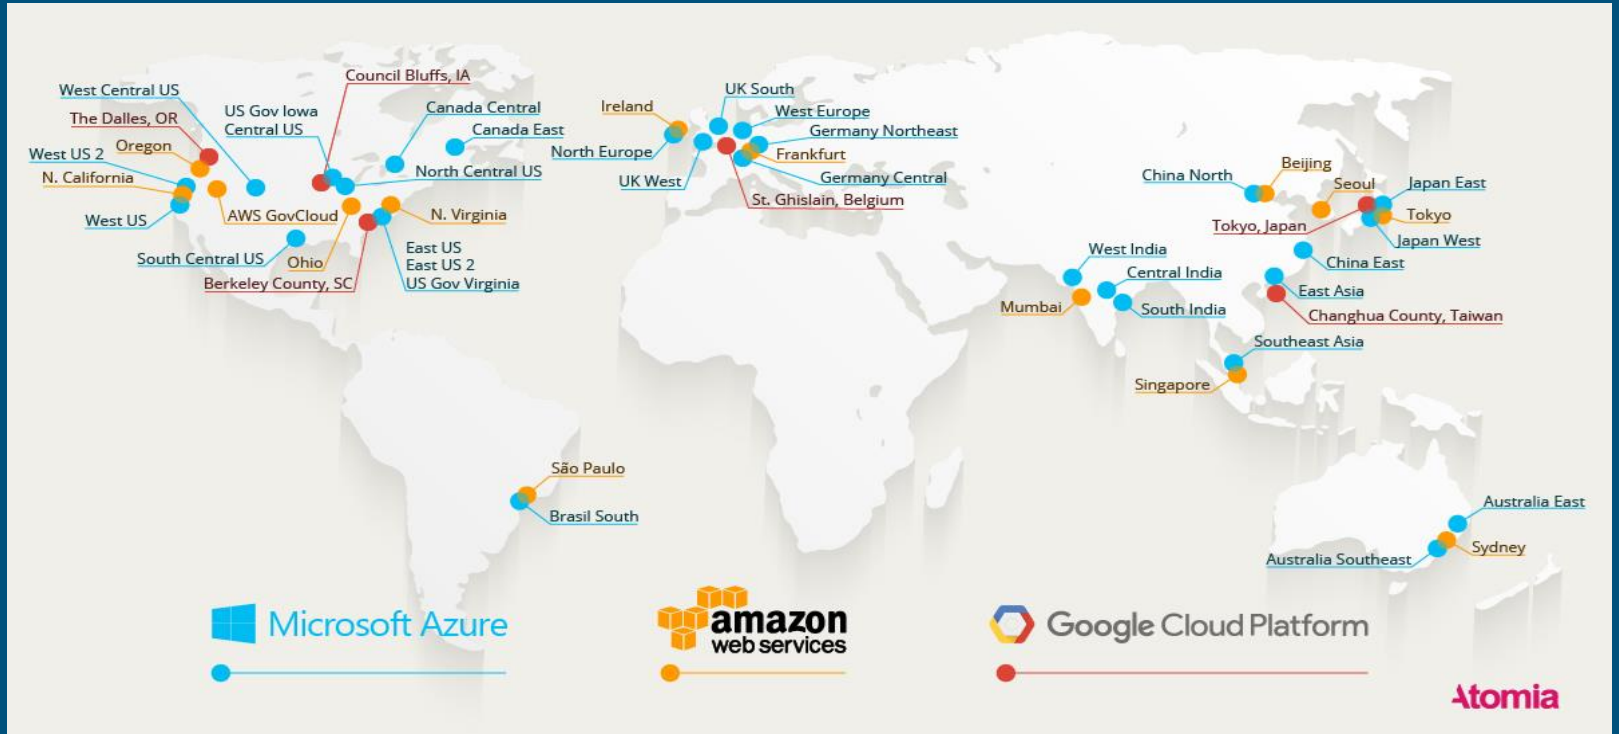 West Central US
The Dalles, OR
Oregon
West US 2
N. California
West US
AWS GovCloud
South Central US
Ohio
Berkeley County, SC
US Gov Iowa
Central US
Council Bluffs, IA
Canada Central
Canada East
North Central US
N. Virginia
East US
East US 2
US Gov Virginia
São Paulo
Brasil South
Ireland
North Europe
UK South
West Europe
Germany Northeast
Frankfurt
Germany Central
UK West
St. Ghislain, Belgium
China North
Beijing
Seoul
Japan East
Tokyo
Tokyo, Japan
Japan West
China East
West India
Central India
Mumbai
South India
East Asia
Changhua County, Taiwan
Southeast Asia
Singapore
Australia East
Sydney
Australia Southeast
Microsoft Azure
amazon
web services
Google Cloud Platform
Atomia